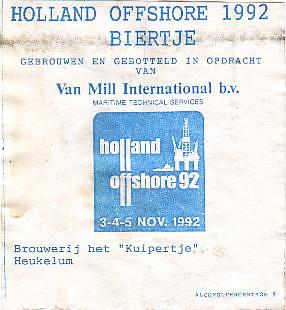 HOLLAND OFFSHORE 1992
BIERTJE
GEBROUWEN EN GEBOTTELD IN OPDRACHT
VAN
Van Mill International b.v.
MARITIME TECHNICAL SERVICES
holland
offshore 92
3-4-5 NOV. 1992
Brouwerij het "Kuipertje"
Heukelum
ALCOHOLPERCENTAGE 8